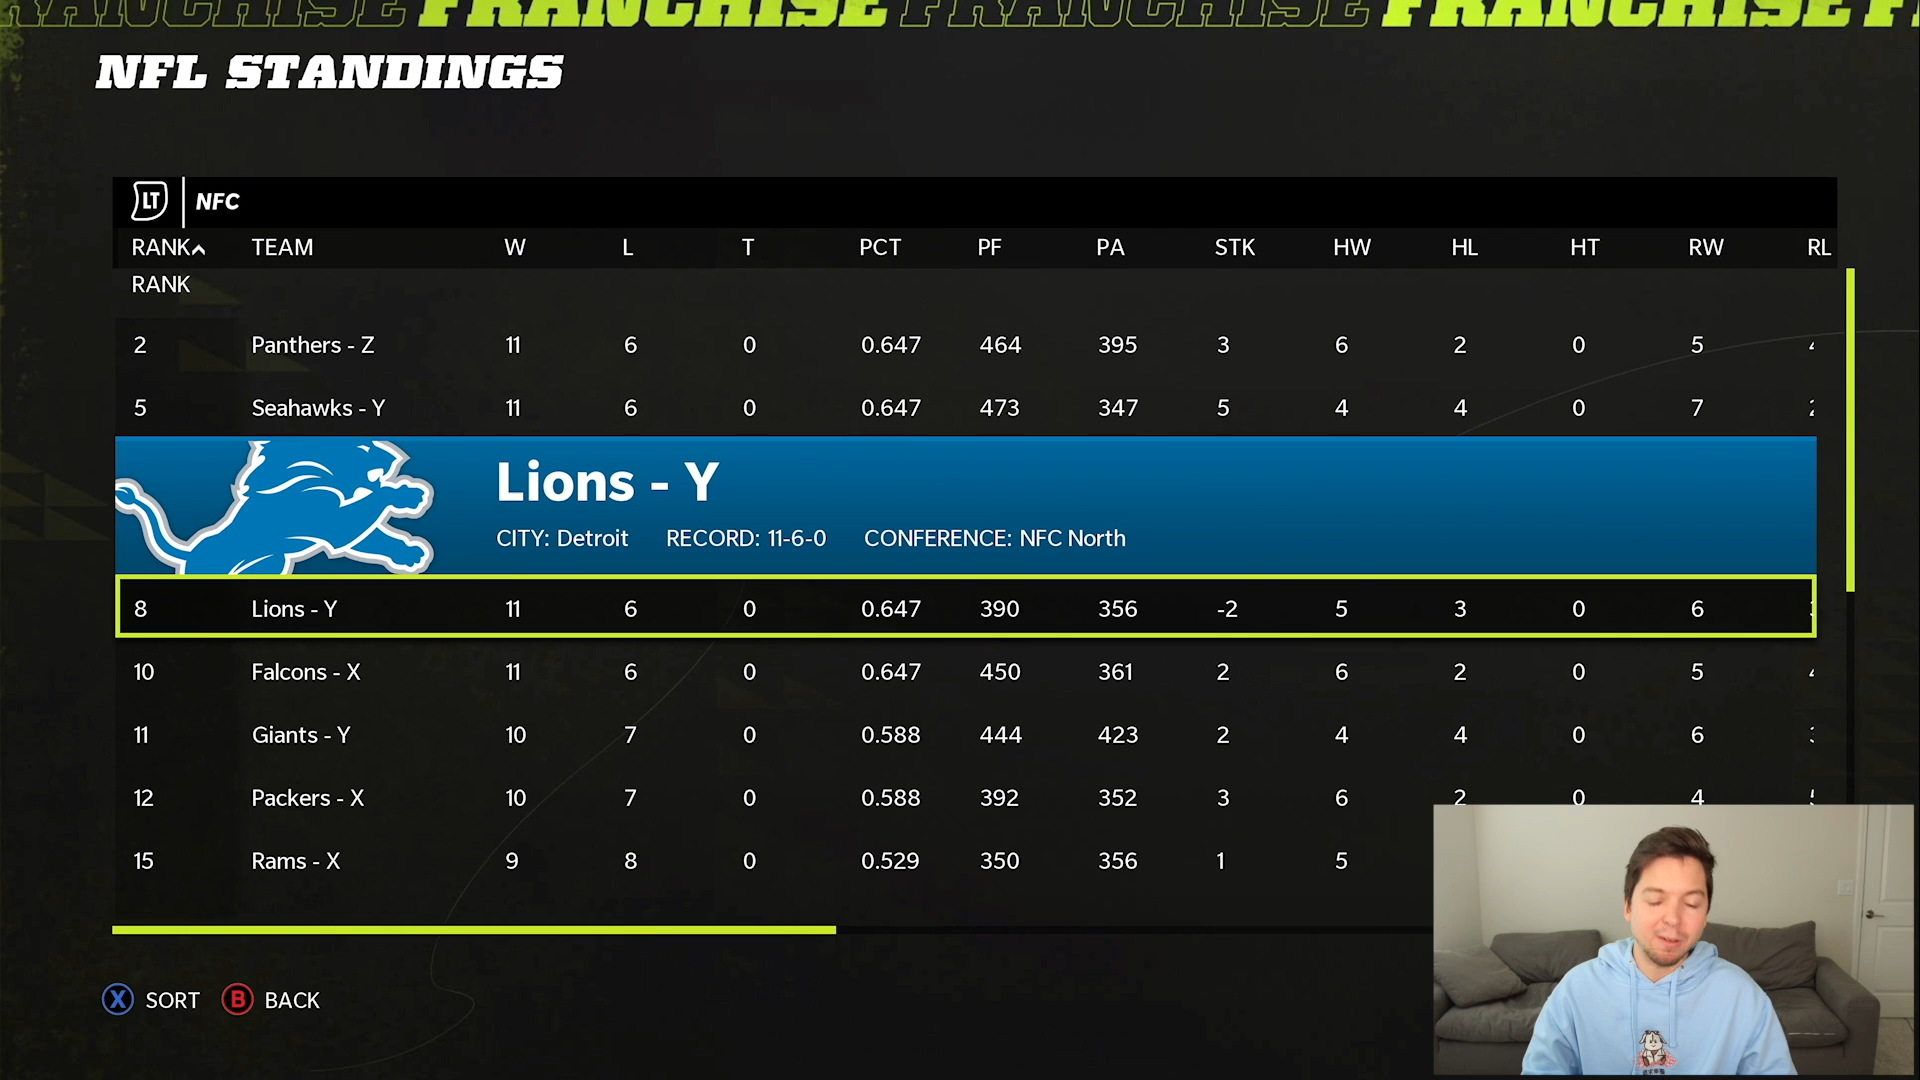 FRANCHISE FRANCHISE FRANCHISE FRANCHISE F
NFL STANDINGS
LT NFC
RANK TEAM W L T PCT PF PA STK HW HL HT RW RL
RANK
2 Panthers - Z 11 6 0 0.647 464 395 3 6 2 0 5
5 Seahawks - Y 11 6 0 0.647 473 347 5 4 4 0 7
Lions - Y
CITY: Detroit RECORD: 11-6-0 CONFERENCE: NFC North
8 Lions - Y 11 6 0 0.647 390 356 -2 5 3 0 6
10 Falcons - X 11 6 0 0.647 450 361 2 6 2 0 5
11 Giants - Y 10 7 0 0.588 444 423 2 4 4 0 6
12 Packers - X 10 7 0 0.588 392 352 3 6 2 0 4
15 Rams - X 9 8 0 0.529 350 356 1 5
X SORT B BACK